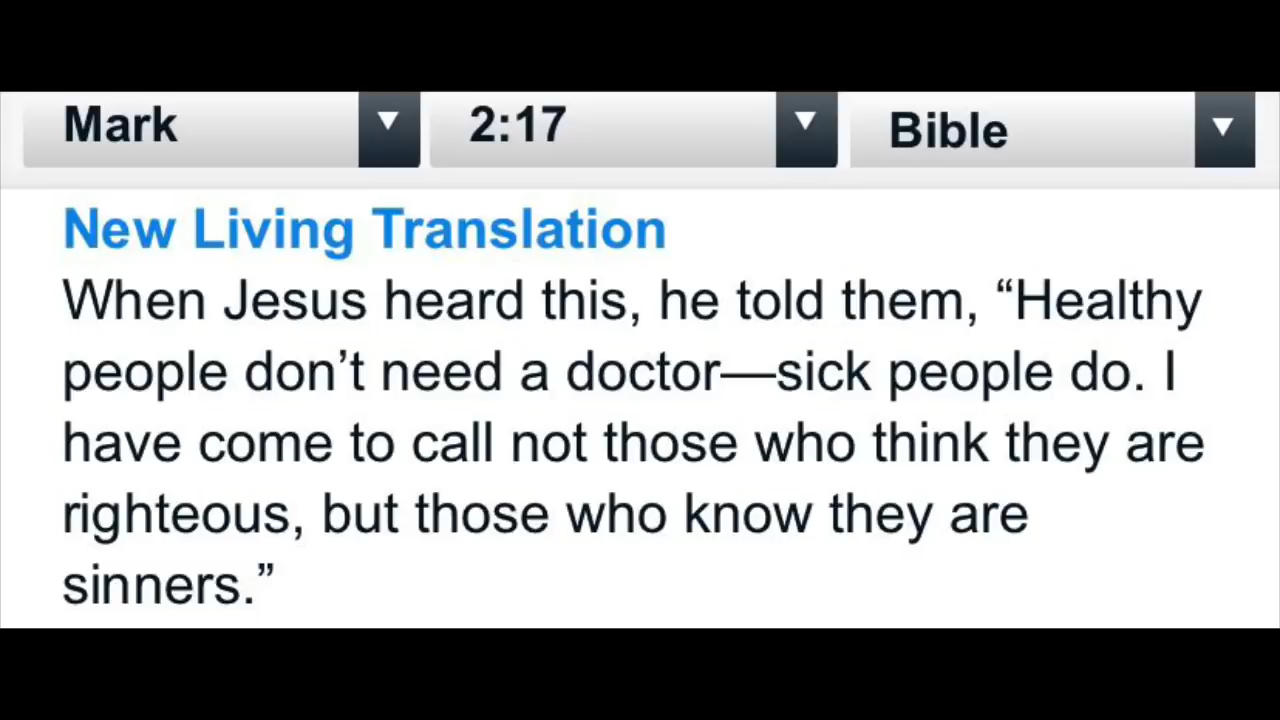 Mark 2:17 Bible
New Living Translation
When Jesus heard this, he told them, “Healthy
people don’t need a doctor—sick people do. I
have come to call not those who think they are
righteous, but those who know they are
sinners.”